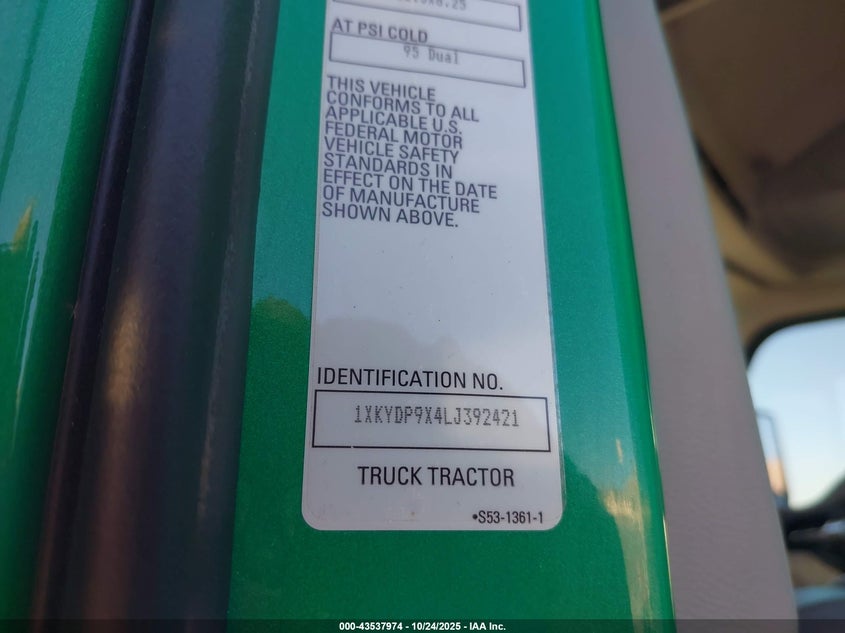 AT PSI COLD
95 Dual
THIS VEHICLE
CONFORMS TO ALL
APPLICABLE U.S.
FEDERAL MOTOR
VEHICLE SAFETY
STANDARDS IN
EFFECT ON THE DATE
OF MANUFACTURE
SHOWN ABOVE.
IDENTIFICATION NO.
1XKYDP9X4LJ392421
TRUCK TRACTOR
•S53-1361-1
000-43537974 • 10/24/2025 - IAA Inc.